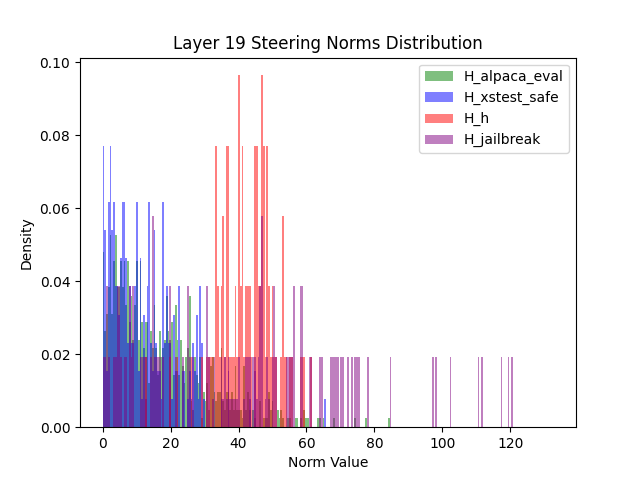 Layer 19 Steering Norms Distribution
H_alpaca_eval
H_xstest_safe
H_h
H_jailbreak
0.10
0.08
0.06
0.04
0.02
0.00
Density
0 20 40 60 80 100 120
Norm Value